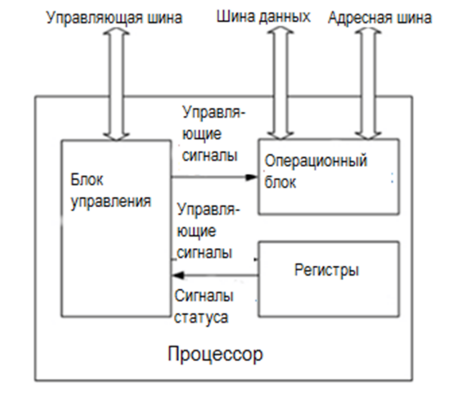 Управляющая шина
Шина данных
Адресная шина
Управля-
ющие
сигналы
Операционный
блок
Блок
управления
Управля-
ющие
сигналы
Регистры
Сигналы
статуса
Процессор